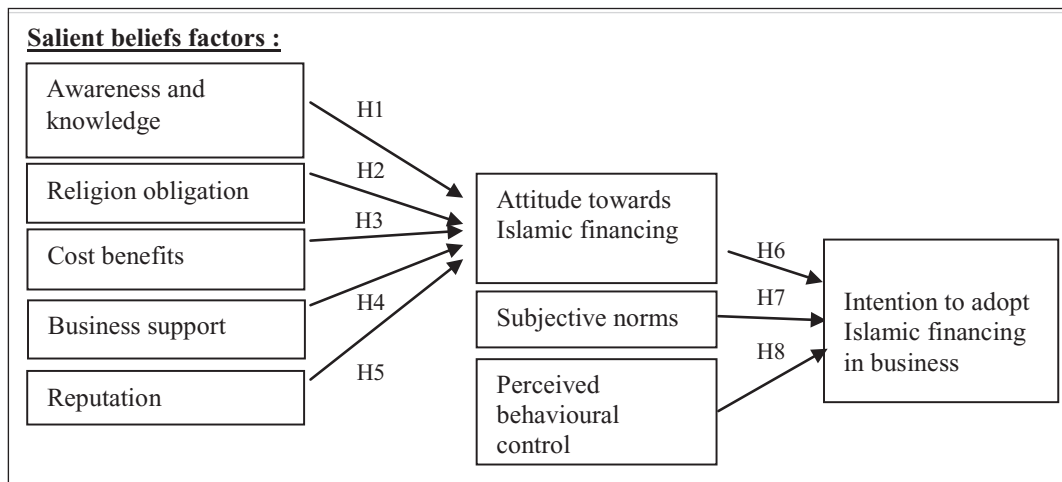 Salient beliefs factors :
Awareness and
knowledge
H1
Religion obligation
H2
H3
Cost benefits
H4
Business support
H5
Reputation
Attitude towards
Islamic financing
H6
Subjective norms
H7
Perceived
behavioural
control
H8
Intention to adopt
Islamic financing
in business